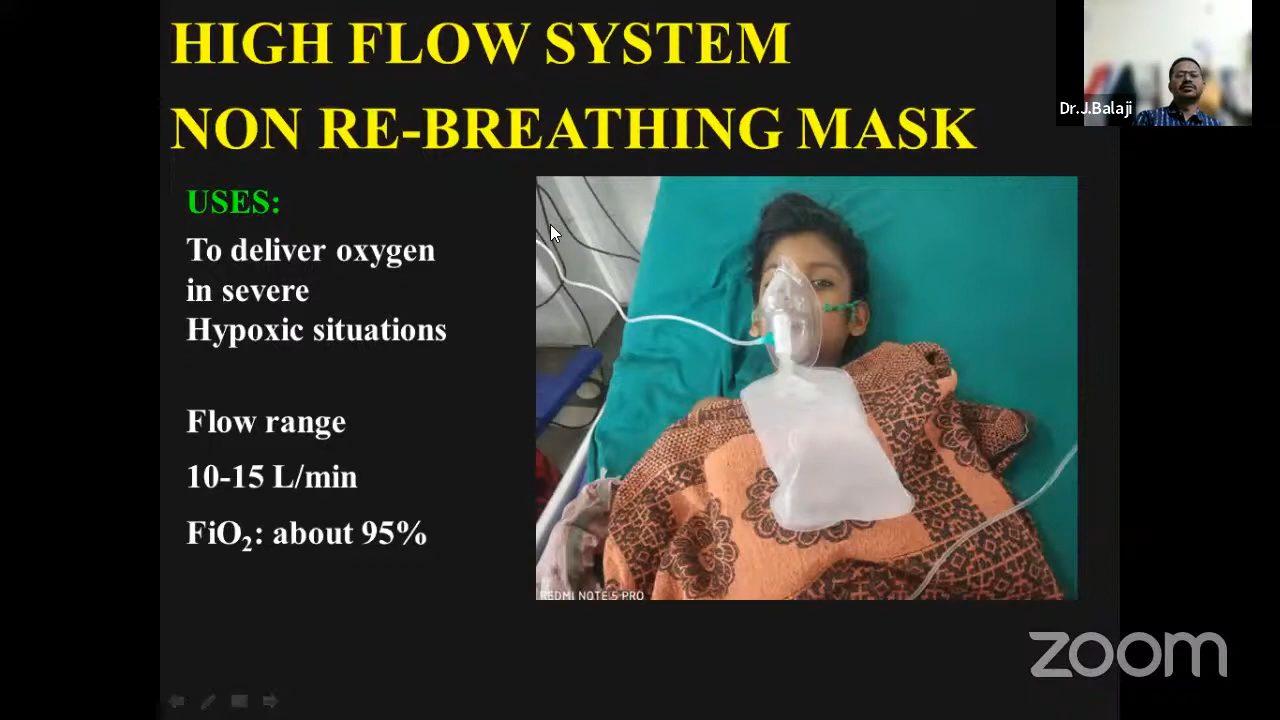 HIGH FLOW SYSTEM
NON RE-BREATHING MASK
Dr.J.Balaji
USES:
To deliver oxygen
in severe
Hypoxic situations
Flow range
10-15 L/min
FiO₂: about 95%
REDMI NOTE 5 PRO
zoom